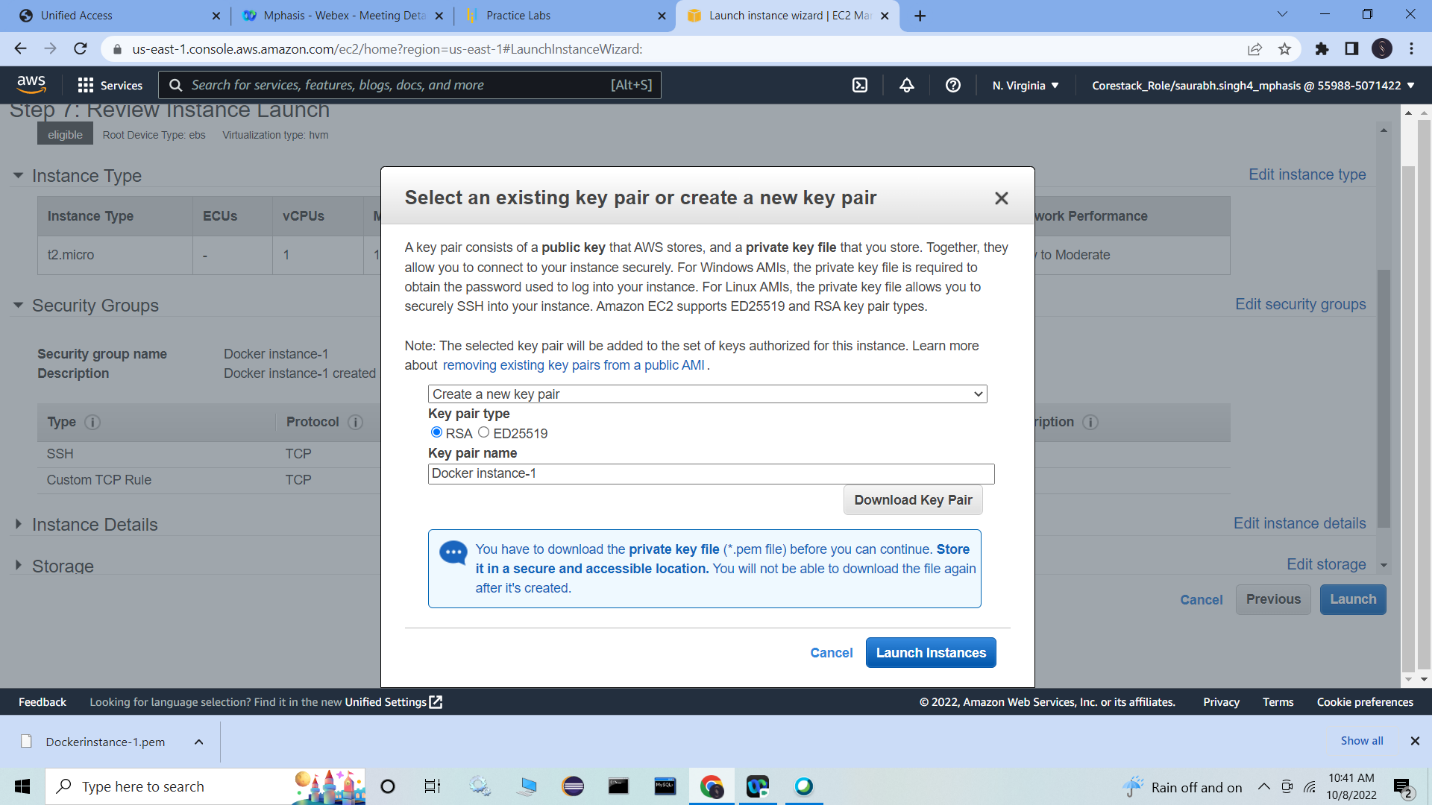 Unified Access
Mphasis - Webex - Meeting Deta
Practice Labs
Launch instance wizard | EC2 Ma
us-east-1.console.aws.amazon.com/ec2/home?region=us-east-1#LaunchInstanceWizard:
aws
Services
Search for services, features, blogs, docs, and more
[Alt+S]
N. Virginia
Corestack_Role/saurabh.singh4_mphasis @ 55988-5071422
Step 7: Review Instance Launch
eligible
Root Device Type: ebs
Virtualization type: hvm
Instance Type
Edit instance type
Instance Type
ECUs
vCPUs
M
work Performance
t2.micro
-
1
1
to Moderate
Security Groups
Edit security groups
Security group name
Docker instance-1
Description
Docker instance-1 created
Type
Protocol
ription
SSH
TCP
Custom TCP Rule
TCP
Instance Details
Edit instance details
Storage
Edit storage
Cancel
Previous
Launch
Select an existing key pair or create a new key pair
A key pair consists of a public key that AWS stores, and a private key file that you store. Together, they
allow you to connect to your instance securely. For Windows AMIs, the private key file is required to
obtain the password used to log into your instance. For Linux AMIs, the private key file allows you to
securely SSH into your instance. Amazon EC2 supports ED25519 and RSA key pair types.
Note: The selected key pair will be added to the set of keys authorized for this instance. Learn more
about removing existing key pairs from a public AMI .
Create a new key pair
Key pair type
RSA
ED25519
Key pair name
Docker instance-1
Download Key Pair
You have to download the private key file (*.pem file) before you can continue. Store
it in a secure and accessible location. You will not be able to download the file again
after it's created.
Cancel
Launch Instances
Feedback
Looking for language selection? Find it in the new Unified Settings
© 2022, Amazon Web Services, Inc. or its affiliates.
Privacy
Terms
Cookie preferences
Dockerinstance-1.pem
Show all
Type here to search
MySQL
Rain off and on
10:41 AM
10/8/2022
2